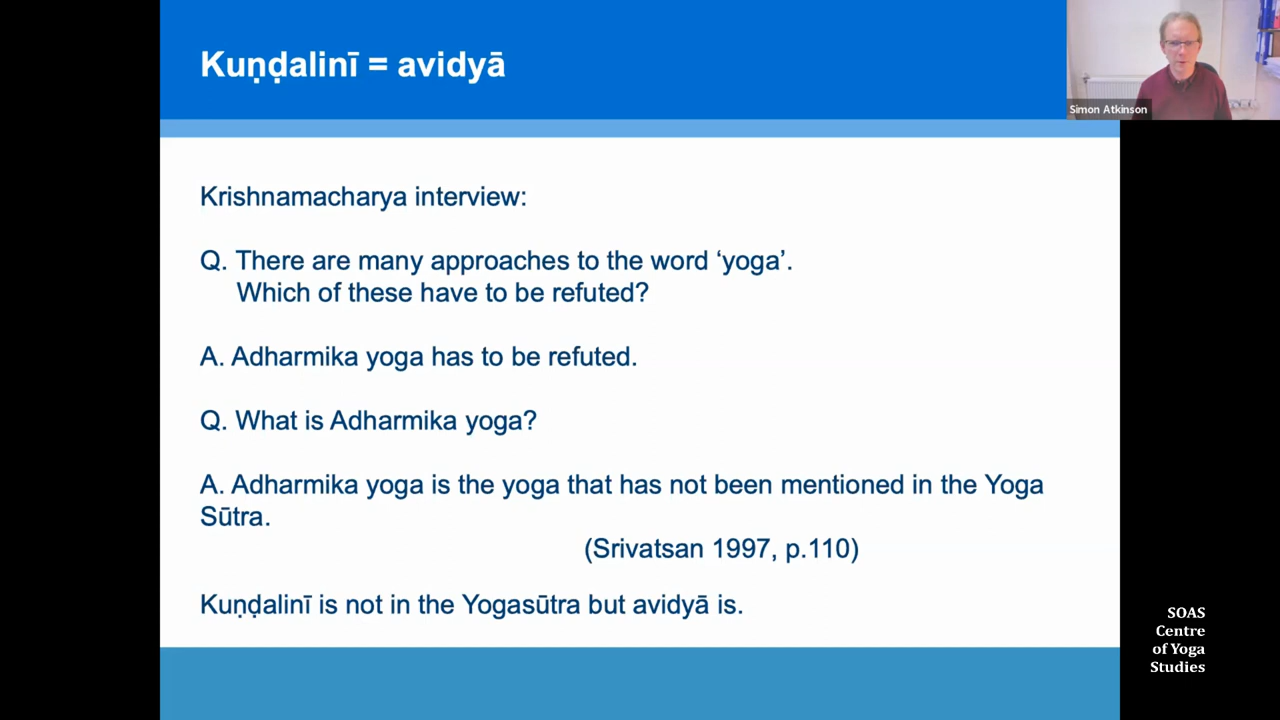 Kuṇḍalinī = avidyā
Simon Atkinson
Krishnamacharya interview:
Q. There are many approaches to the word ‘yoga’.
Which of these have to be refuted?
A. Adharmika yoga has to be refuted.
Q. What is Adharmika yoga?
A. Adharmika yoga is the yoga that has not been mentioned in the Yoga
Sūtra.
(Srivatsan 1997, p.110)
Kuṇḍalinī is not in the Yogasūtra but avidyā is.
SOAS
Centre
of Yoga
Studies